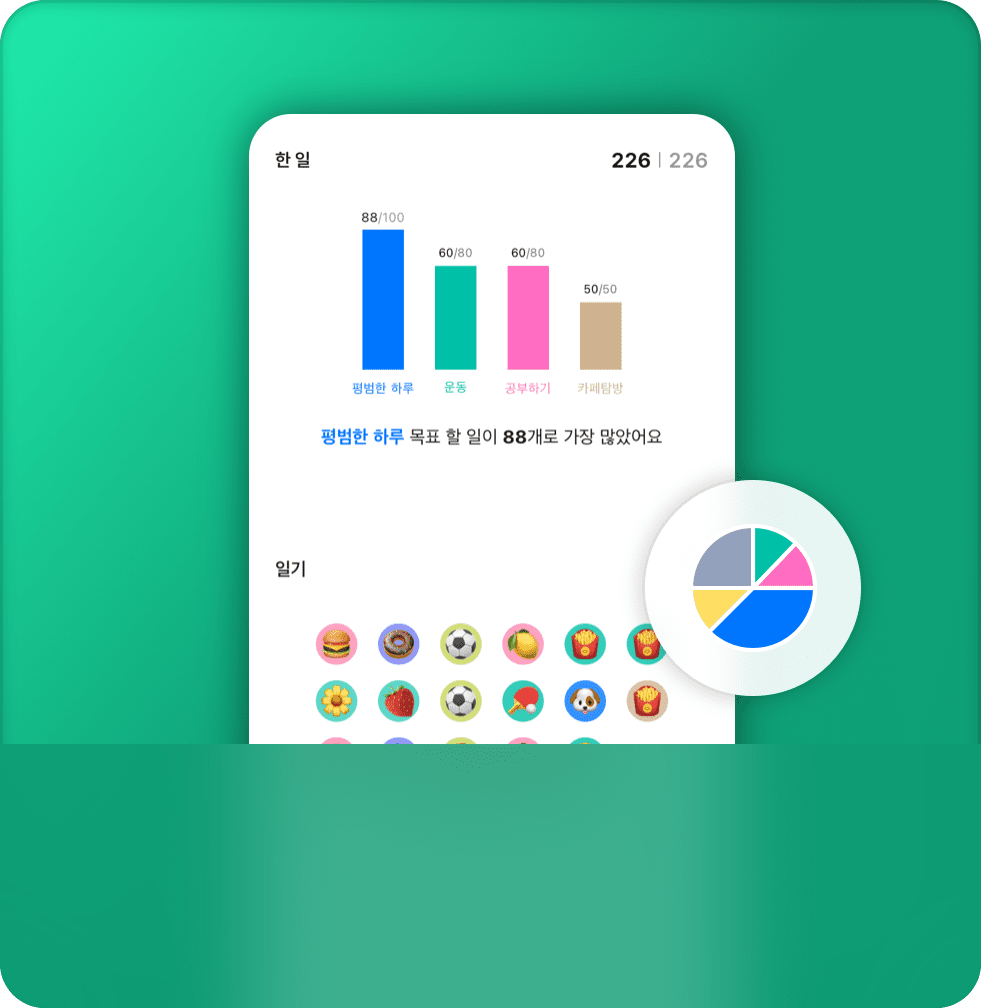 한 일
226 | 226
88/100
60/80
60/80
50/50
평범한 하루
운동
공부하기
카페탐방
평범한 하루 목표 할 일이 88개로 가장 많았어요
일기